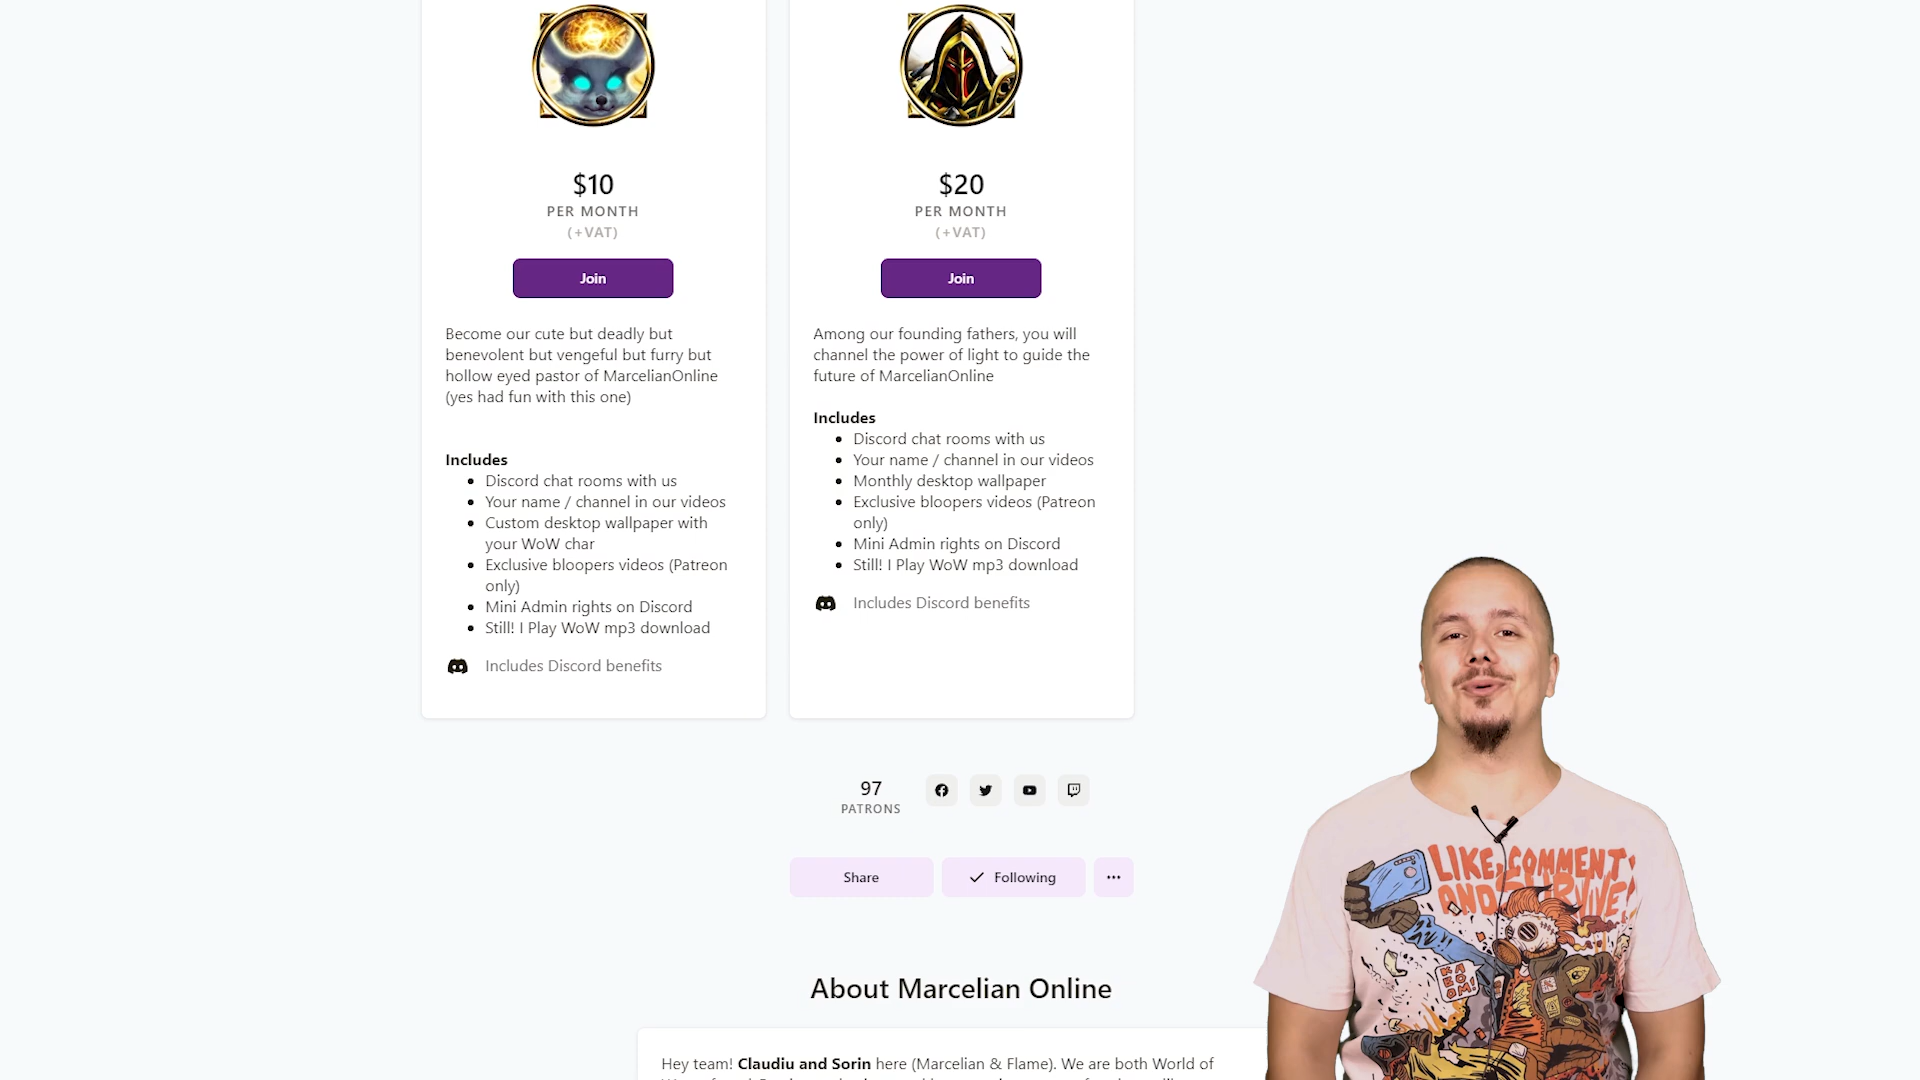 $10
PER MONTH
(+VAT)
Join
Become our cute but deadly but
benevolent but vengeful but furry but
hollow eyed pastor of MarcelianOnline
(yes had fun with this one)
Includes
• Discord chat rooms with us
• Your name / channel in our videos
• Custom desktop wallpaper with
your WoW char
• Exclusive bloopers videos (Patreon
only)
• Mini Admin rights on Discord
• Still! I Play WoW mp3 download
Includes Discord benefits
$20
PER MONTH
(+VAT)
Join
Among our founding fathers, you will
channel the power of light to guide the
future of MarcelianOnline
Includes
• Discord chat rooms with us
• Your name / channel in our videos
• Monthly desktop wallpaper
• Exclusive bloopers videos (Patreon
only)
• Mini Admin rights on Discord
• Still! I Play WoW mp3 download
Includes Discord benefits
97
PATRONS
Share
Following
About Marcelian Online
Hey team! Claudiu and Sorin here (Marcelian & Flame). We are both World of
LIKE, COMMENT
AND SURVIVE!
KA
BO
OM!